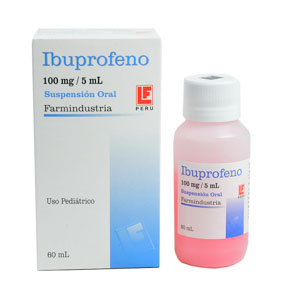 Ibuprofeno
100 mg / 5 mL
Suspensión Oral
Farmindustria
LF
PERU
Uso Pediátrico
60 mL
Ibuprofeno
100 mg / 5 mL
Suspensión Oral
Farmindustria
60 mL